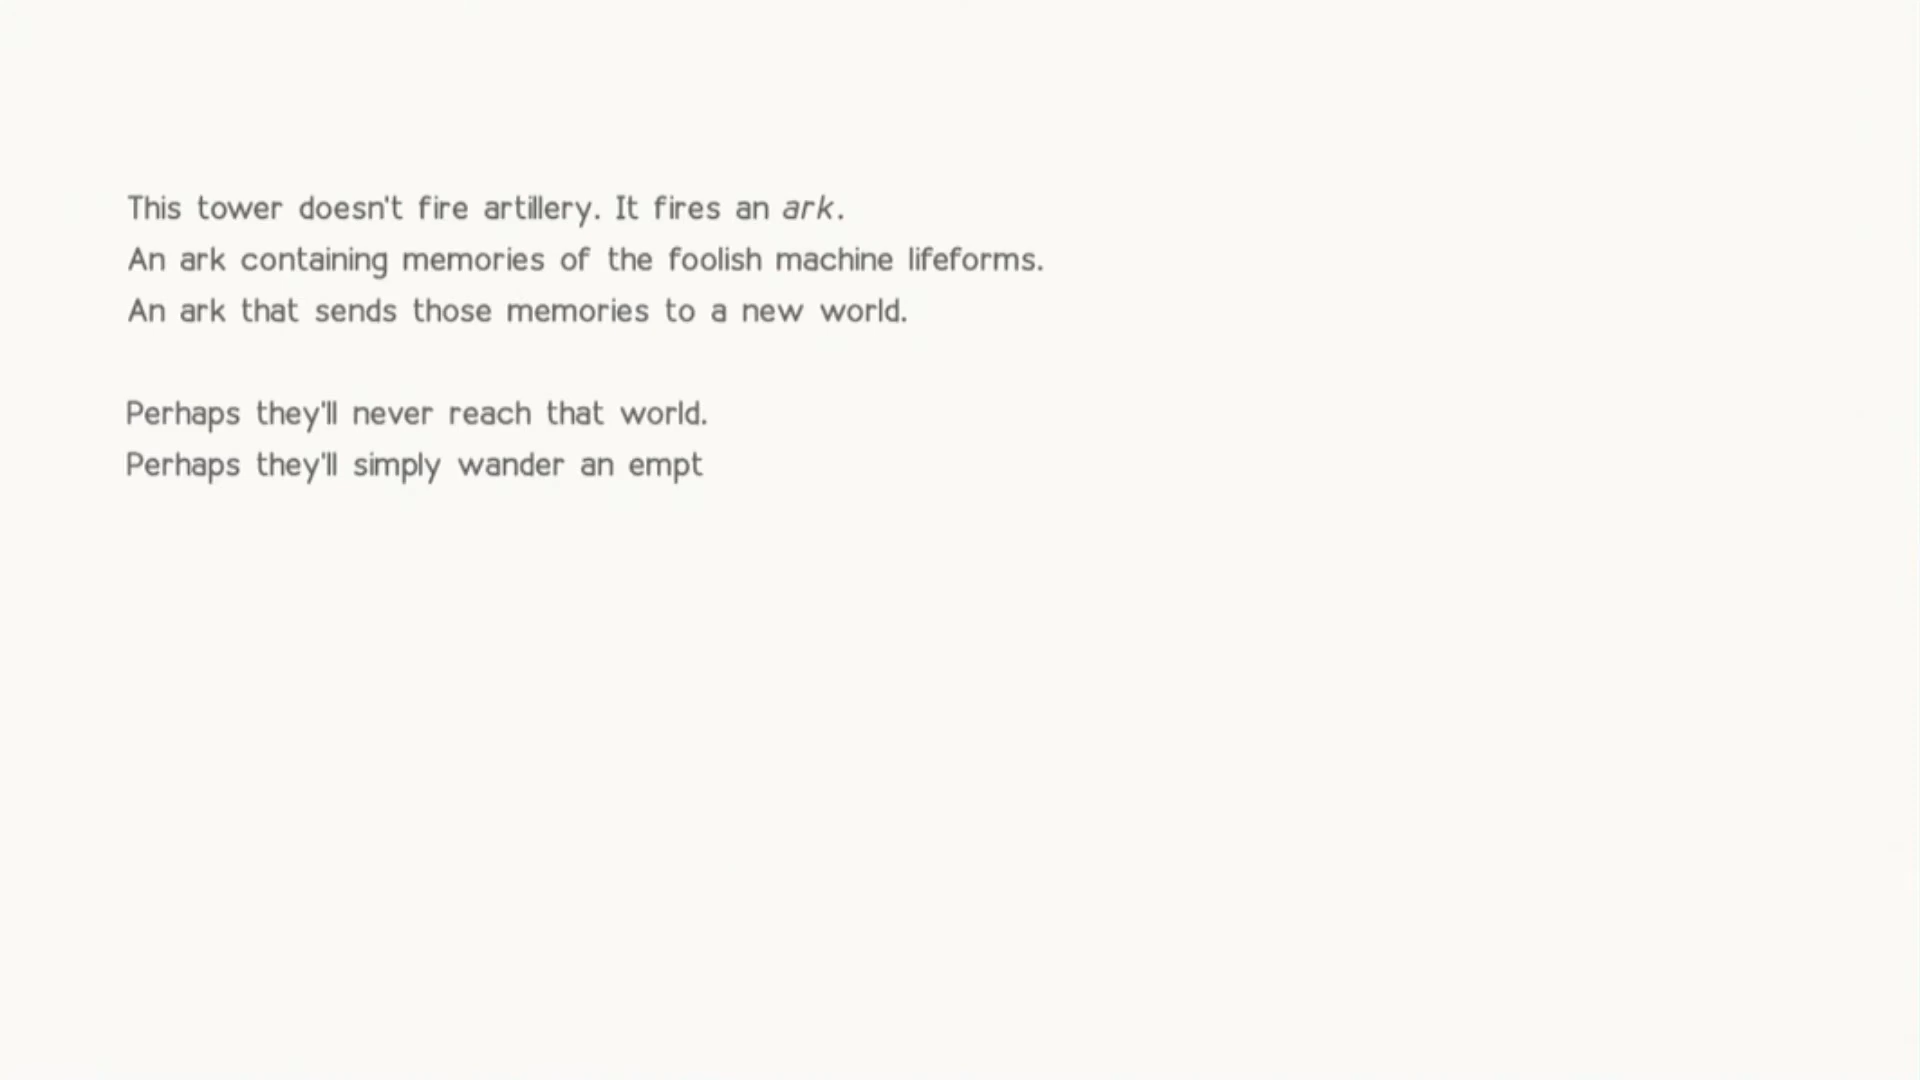 This tower doesn't fire artillery. It fires an ark.
An ark containing memories of the foolish machine lifeforms.
An ark that sends those memories to a new world.
Perhaps they'll never reach that world.
Perhaps they'll simply wander an empt